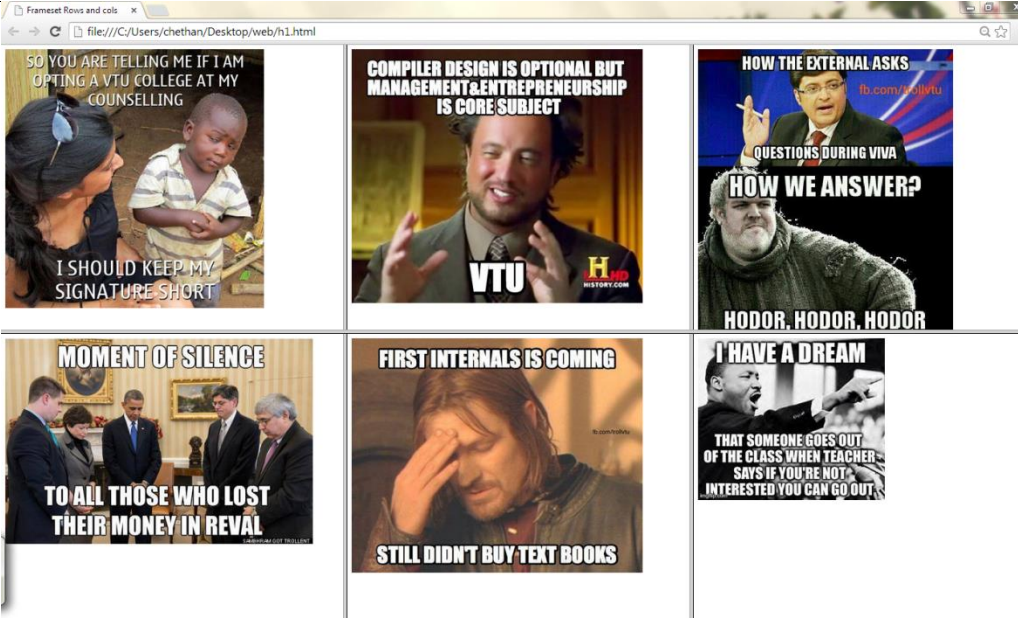 Frameset Rows and cols
file:///C:/Users/chethan/Desktop/web/h1.html
SO YOU ARE TELLING ME IF I AM
OPTING A VTU COLLEGE AT MY
COUNSELLING
I SHOULD KEEP MY
SIGNATURE SHORT
COMPILER DESIGN IS OPTIONAL BUT
MANAGEMENT&ENTREPRENEURSHIP
IS CORE SUBJECT
VTU
H HD
HISTORY.COM
HOW THE EXTERNAL ASKS
fb.com/trollvtu
QUESTIONS DURING VIVA
HOW WE ANSWER?
HODOR, HODOR, HODOR
MOMENT OF SILENCE
TO ALL THOSE WHO LOST
THEIR MONEY IN REVAL
SAMBHRAM GOT TROLLENT
FIRST INTERNALS IS COMING
fb.com/trollvtu
STILL DIDN'T BUY TEXT BOOKS
I HAVE A DREAM
THAT SOMEONE GOES OUT
OF THE CLASS WHEN TEACHER
SAYS IF YOU'RE NOT
INTERESTED YOU CAN GO OUT